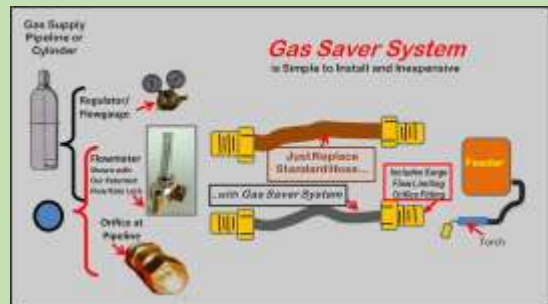 Gas Supply
Pipeline or
Cylinder
Gas Saver System
is Simple to Install and Inexpensive
Regulator/
Flowgauge
Flowmeter
Shown with
Our Patented
Flow Rate Lock
Orifice at
Pipeline
Just Replace
Standard Hose...
...with Gas Saver System
Includes Surge
Flow Limiting
Orifice Fitting
Feeder
Torch